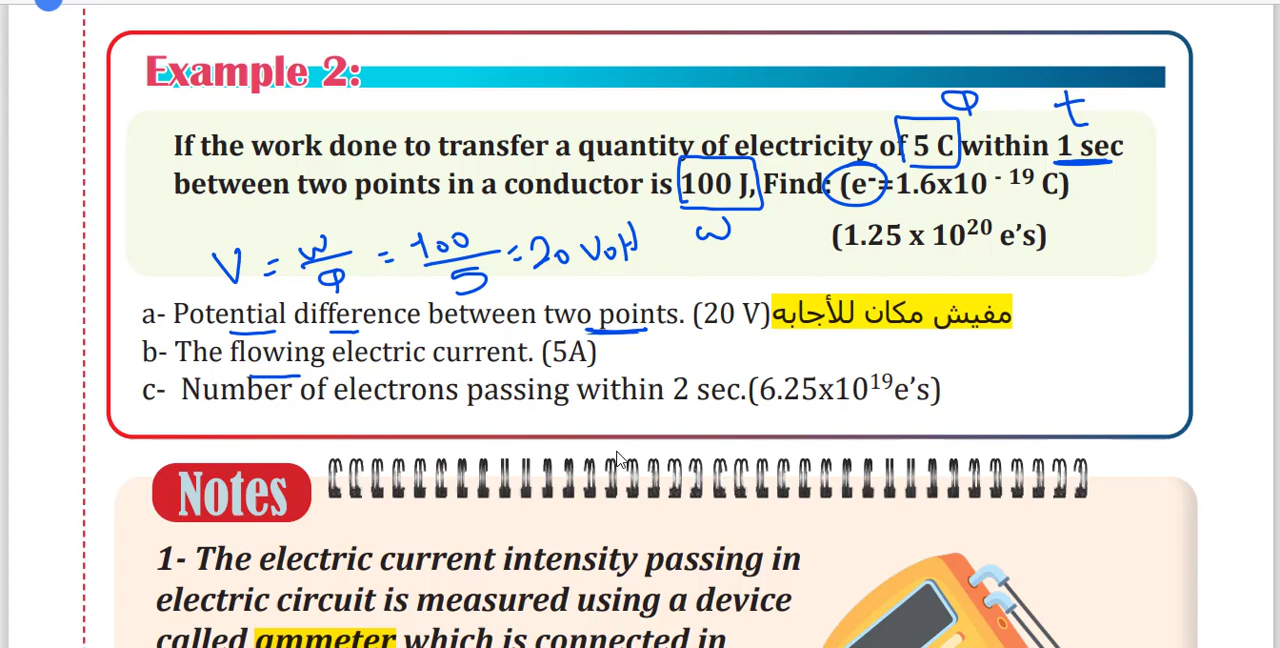 Example 2:
φ t
If the work done to transfer a quantity of electricity of 5 C within 1 sec
between two points in a conductor is 100 J, Find: (e⁻=1.6x10 ⁻ ¹⁹ C)
w
(1.25 x 10²⁰ e's)
V = w/φ = 100/5 = 20 Volt
a- Potential difference between two points. (20 V)مفيش مكان للأجابه
b- The flowing electric current. (5A)
c- Number of electrons passing within 2 sec.(6.25x10¹⁹e's)
Notes
1- The electric current intensity passing in
electric circuit is measured using a device
called ammeter which is connected in